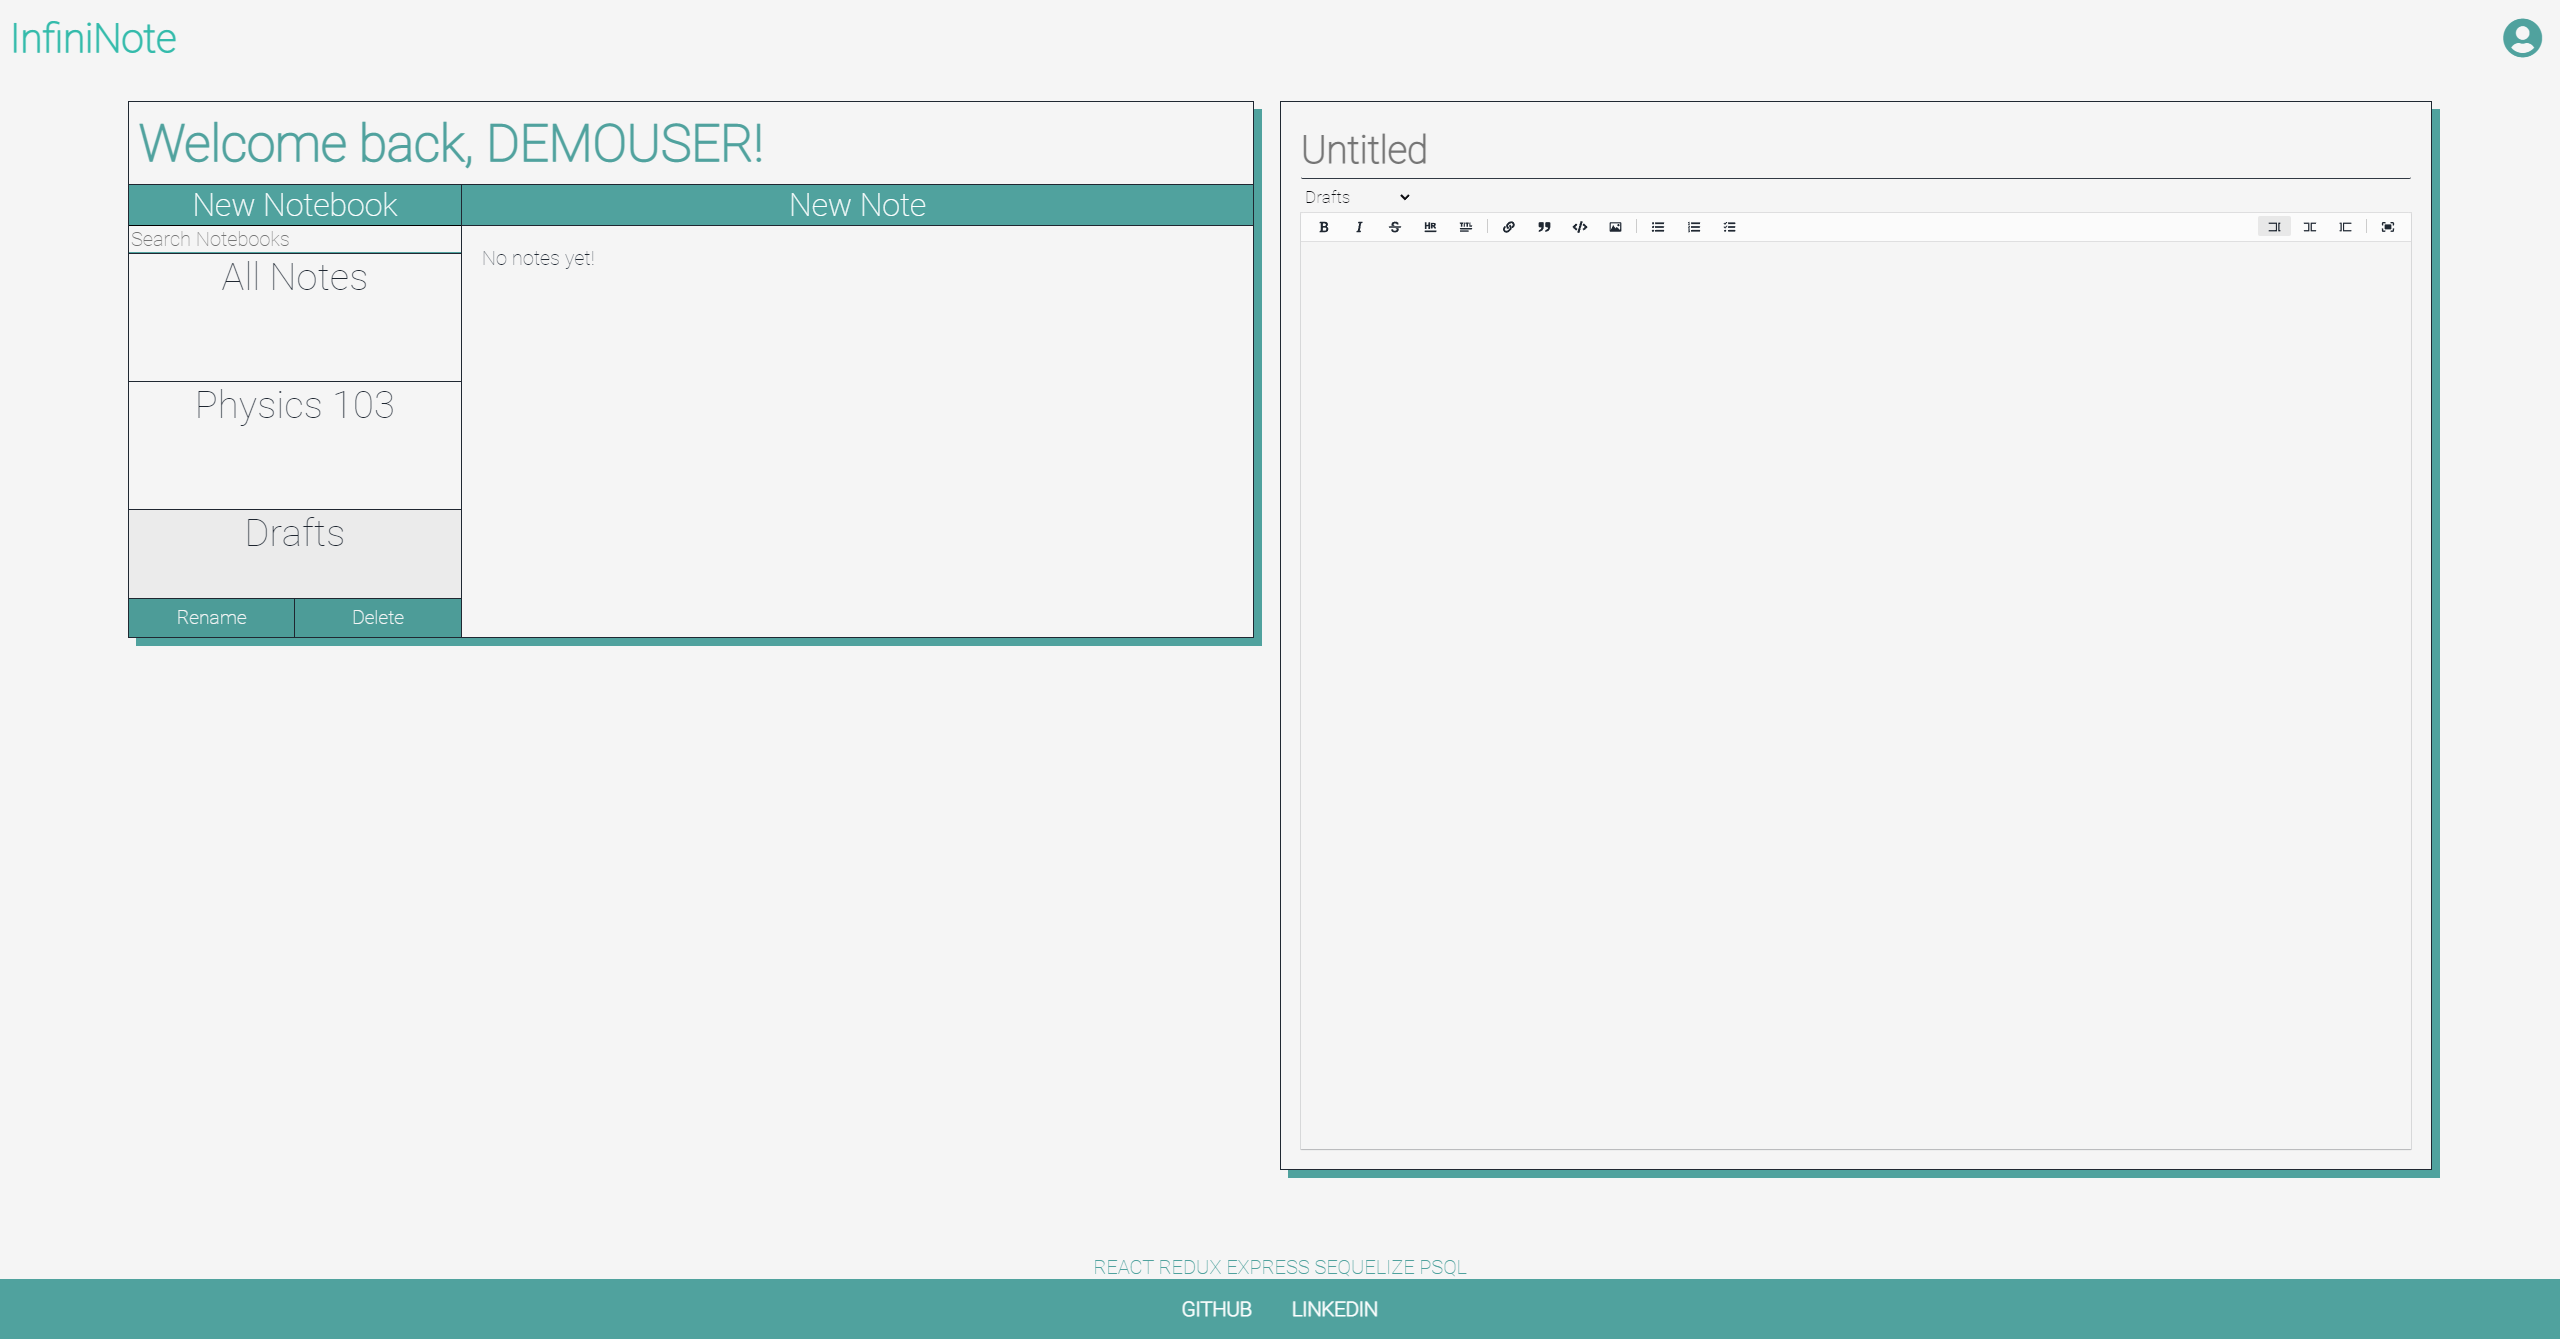 InfiniNote
Welcome back, DEMOUSER!
New Notebook
New Note
Search Notebooks
No notes yet!
All Notes
Physics 103
Drafts
Rename
Delete
Untitled
Drafts
REACT REDUX EXPRESS SEQUELIZE PSQL
GITHUB LINKEDIN